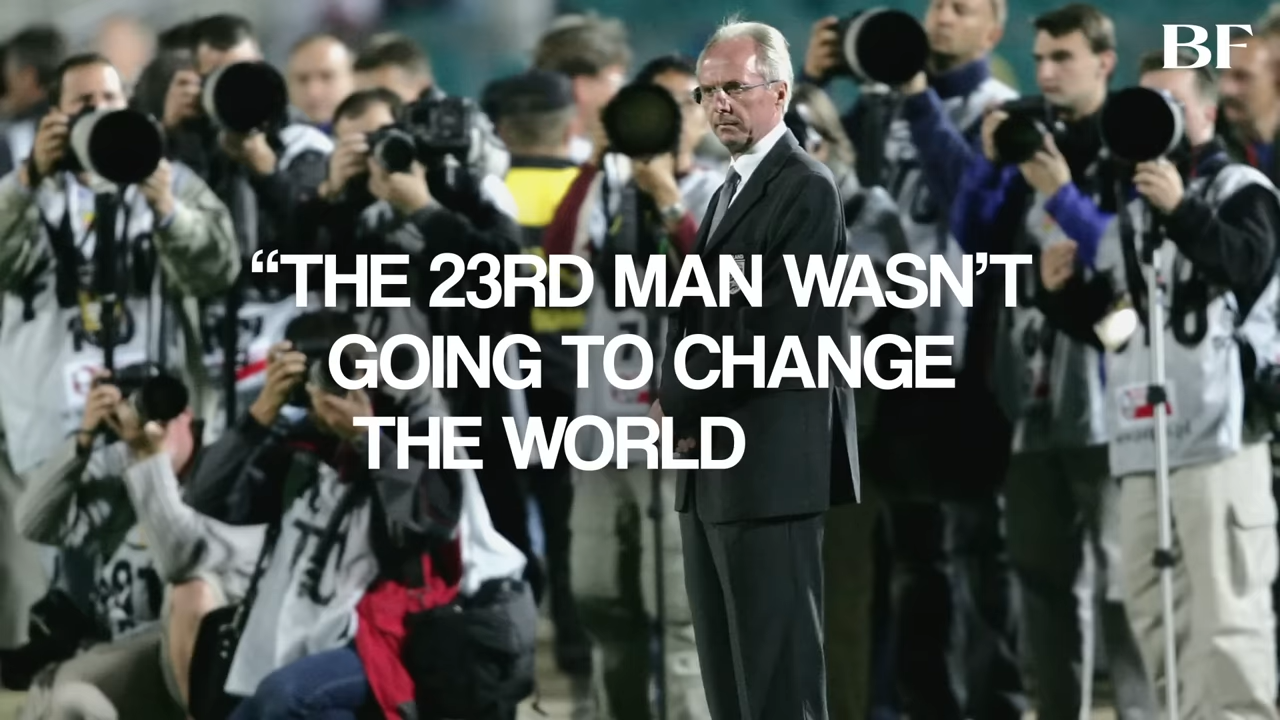 BF
“THE 23RD MAN WASN’T
GOING TO CHANGE
THE WORLD